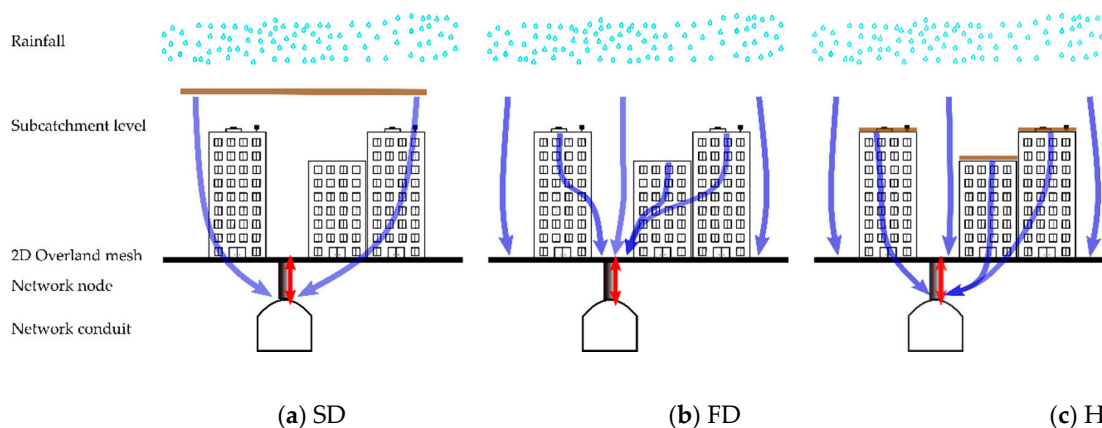 Rainfall
Subcatchment level
2D Overland mesh
Network node
Network conduit
(a) SD
(b) FD
(c) H